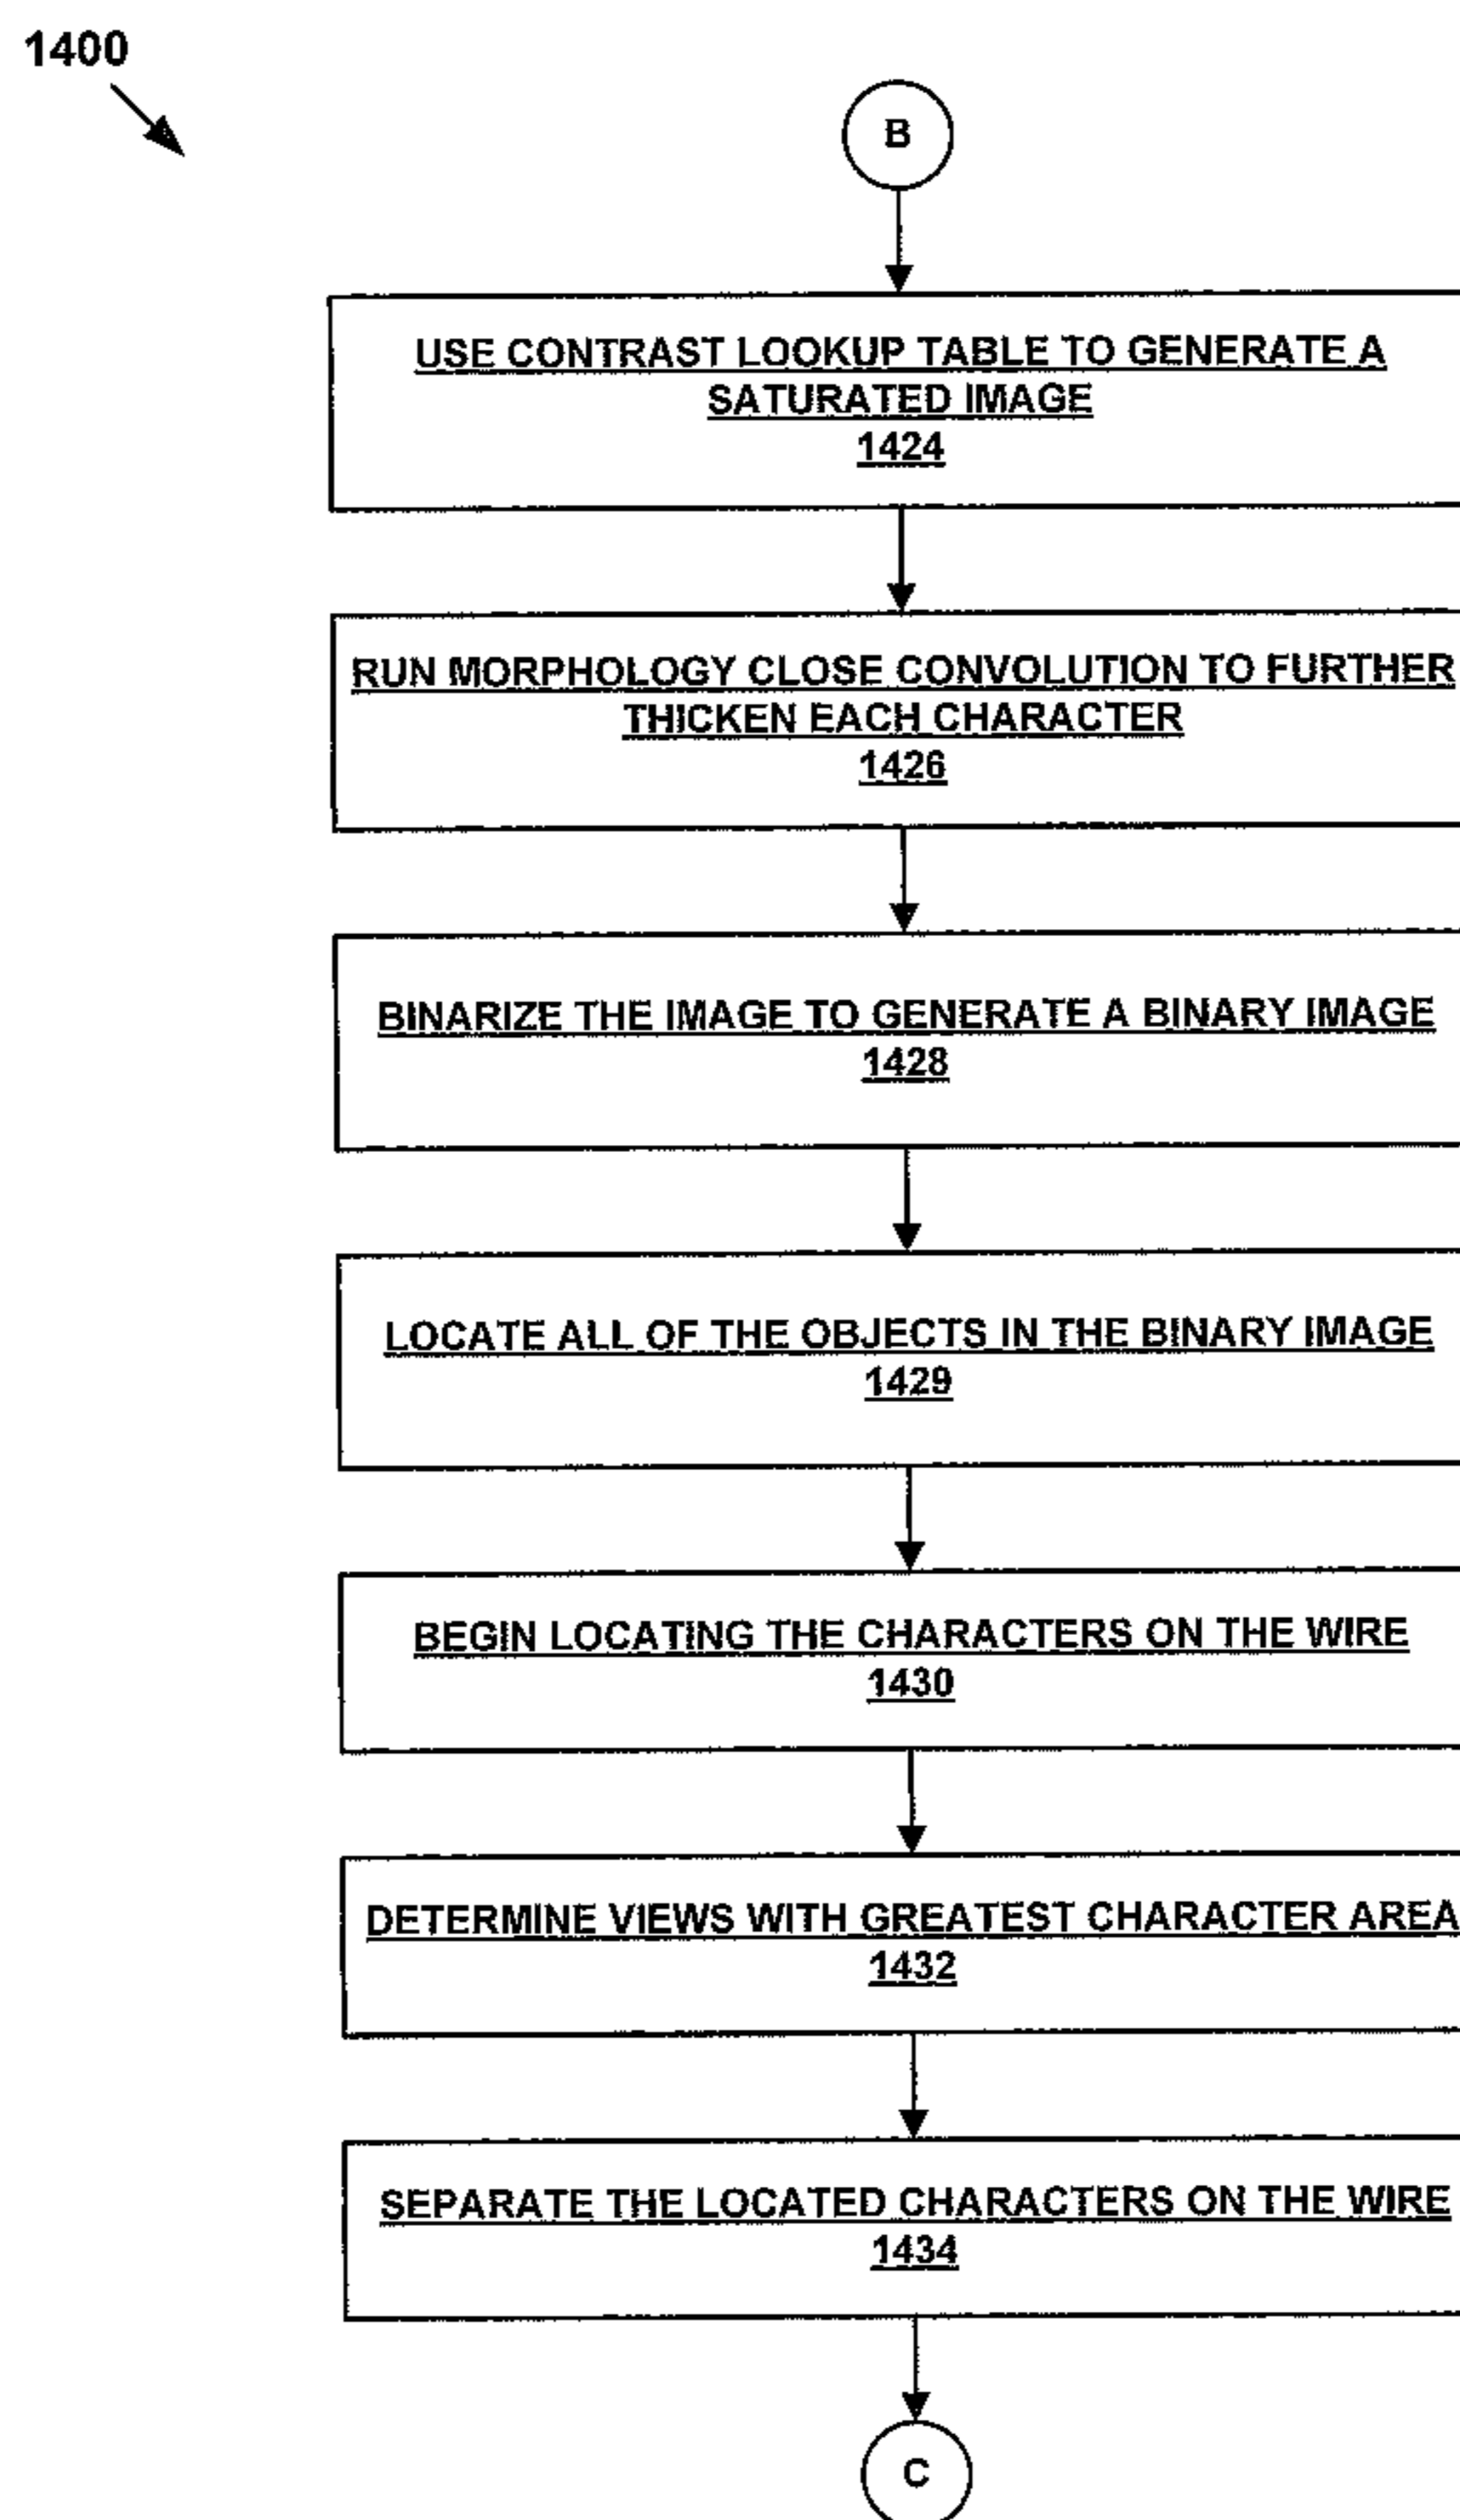 1400
B
USE CONTRAST LOOKUP TABLE TO GENERATE A
SATURATED IMAGE
1424
RUN MORPHOLOGY CLOSE CONVOLUTION TO FURTHER
THICKEN EACH CHARACTER
1426
BINARIZE THE IMAGE TO GENERATE A BINARY IMAGE
1428
LOCATE ALL OF THE OBJECTS IN THE BINARY IMAGE
1429
BEGIN LOCATING THE CHARACTERS ON THE WIRE
1430
DETERMINE VIEWS WITH GREATEST CHARACTER AREA
1432
SEPARATE THE LOCATED CHARACTERS ON THE WIRE
1434
C